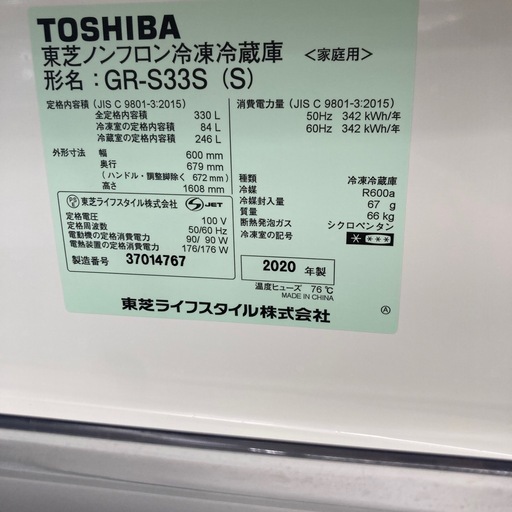 TOSHIBA
東芝ノンフロン冷凍冷蔵庫 <家庭用>
形名：GR-S33S (S)
定格内容積（JIS C 9801-3:2015）
全定格内容積 330 L
冷凍室の定格内容積 84 L
冷蔵室の定格内容積 246 L
外形寸法 幅 600 mm
奥行 679 mm
（ハンドル・調整脚除く 672 mm）
高さ 1608 mm
消費電力量（JIS C 9801-3:2015）
50Hz 342 kWh/年
60Hz 342 kWh/年
種類 冷凍冷蔵庫
冷媒 R600a
冷媒封入量 67 g
質量 66 kg
断熱発泡ガス シクロペンタン
冷凍室の記号
PS E 東芝ライフスタイル株式会社 S JET
定格電圧 100 V
定格周波数 50/60 Hz
電動機の定格消費電力 90/ 90 W
電熱装置の定格消費電力 176/176 W
製造番号 37014767
2020 年製
温度ヒューズ 76℃
MADE IN CHINA
東芝ライフスタイル株式会社
Ⓐ